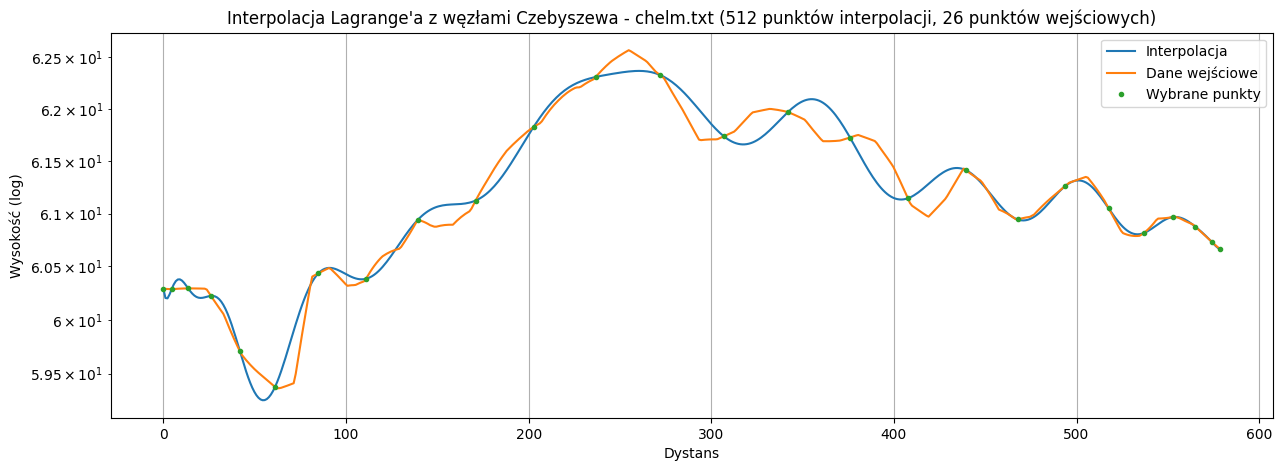 Interpolacja Lagrange'a z węzłami Czebyszewa - chelm.txt (512 punktów interpolacji, 26 punktów wejściowych)
Interpolacja
Dane wejściowe
Wybrane punkty
Wysokość (log)
6.25 × 10¹
6.2 × 10¹
6.15 × 10¹
6.1 × 10¹
6.05 × 10¹
6 × 10¹
5.95 × 10¹
0 100 200 300 400 500 600
Dystans